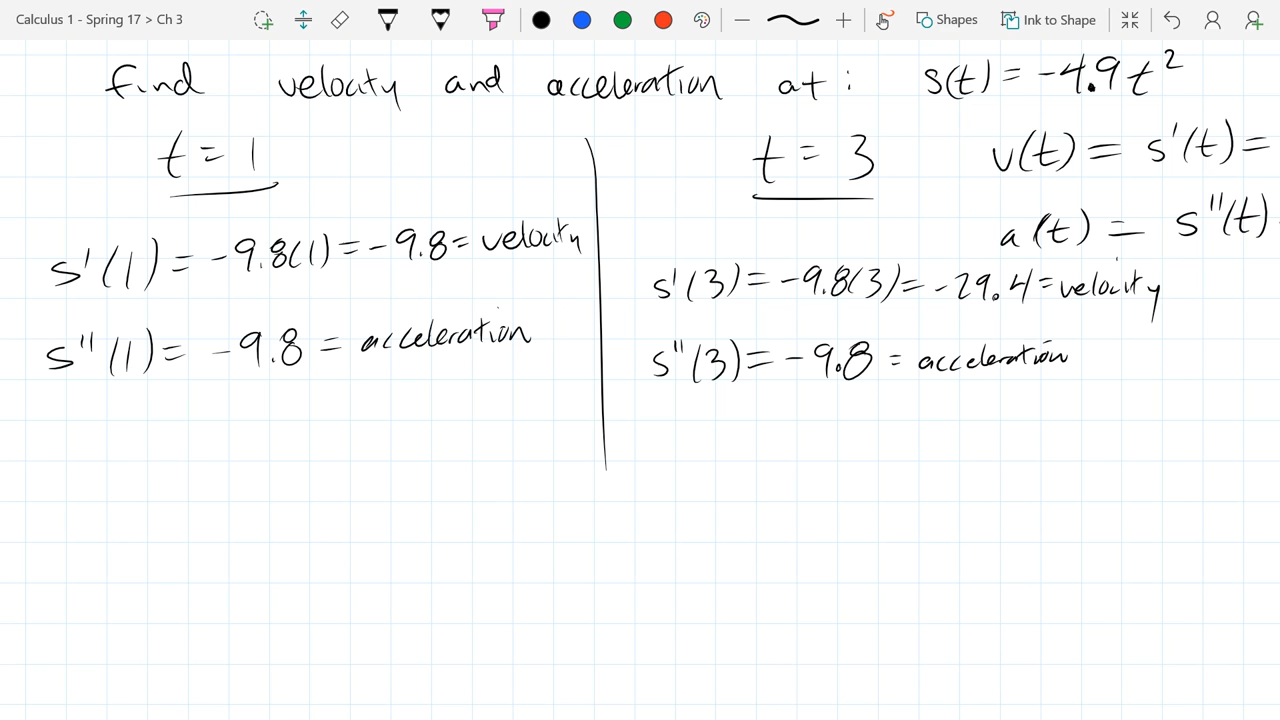 Calculus 1 - Spring 17 > Ch 3
Shapes
Ink to Shape
find velocity and acceleration at: s(t) = -4.9t²
t = 1
s'(1) = -9.8(1) = -9.8 = velocity
s''(1) = -9.8 = acceleration
t = 3
v(t) = s'(t) =
a(t) = s''(t)
s'(3) = -9.8(3) = -29.4 = velocity
s''(3) = -9.8 = acceleration